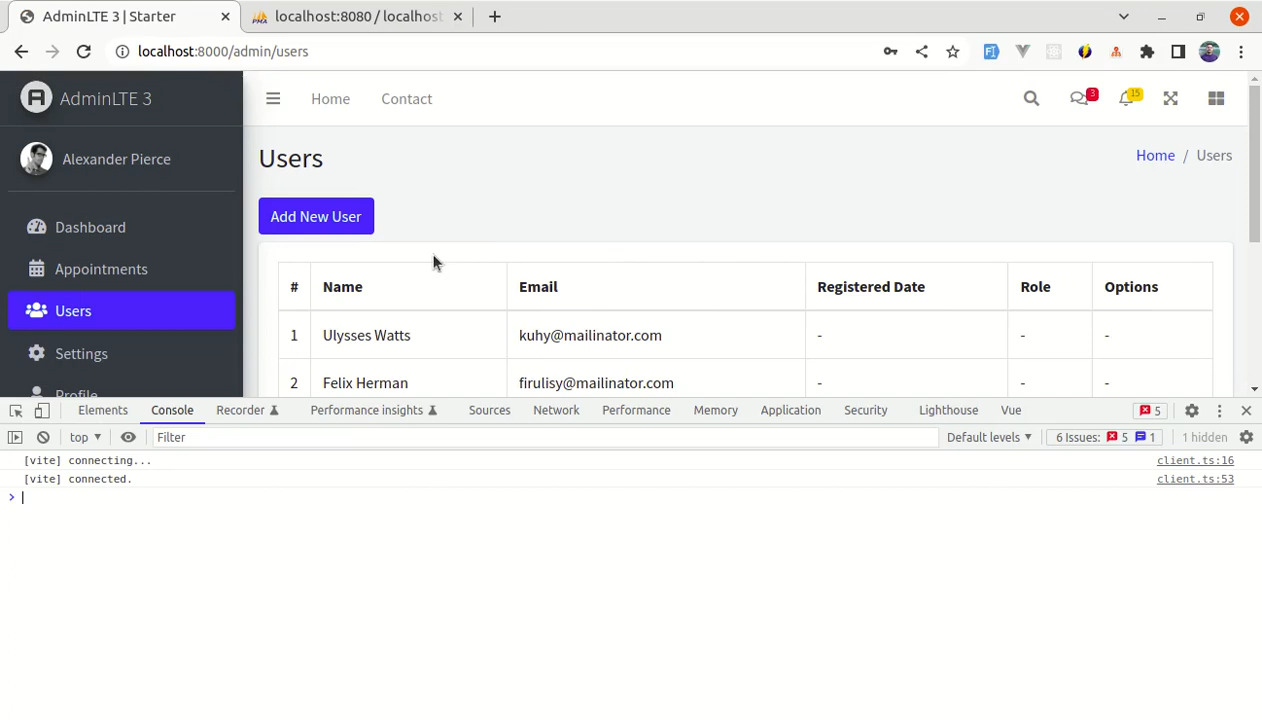 AdminLTE 3 | Starter
localhost:8080 / localhost
localhost:8000/admin/users
AdminLTE 3
Home Contact
3
15
Alexander Pierce
Users
Home / Users
Add New User
Dashboard
Appointments
Users
Settings
Profile
# Name Email Registered Date Role Options
1 Ulysses Watts kuhy@mailinator.com - - -
2 Felix Herman firulisy@mailinator.com - - -
Elements Console Recorder Performance insights Sources Network Performance Memory Application Security Lighthouse Vue 5
top Filter Default levels 6 Issues: 5 1 1 hidden
[vite] connecting... client.ts:16
[vite] connected. client.ts:53
>